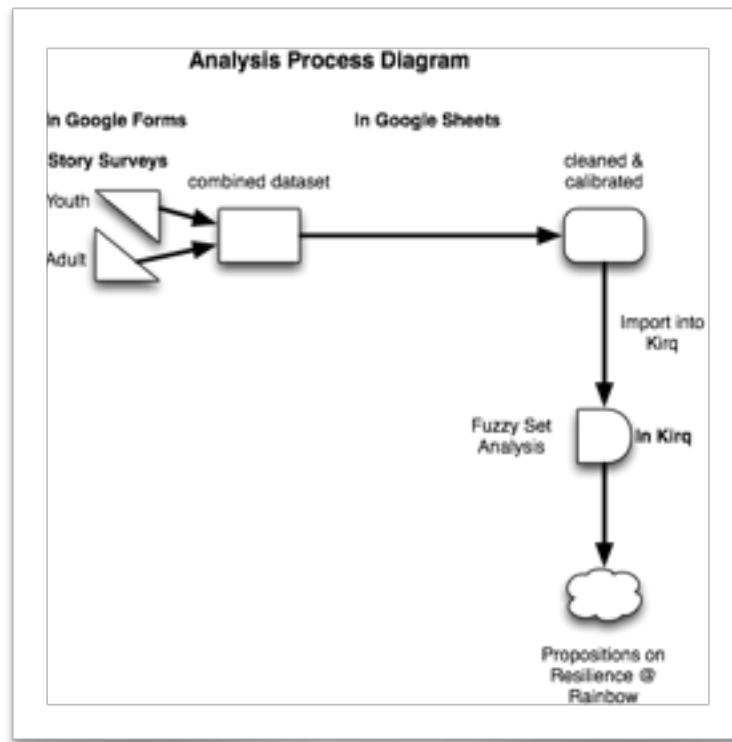 Analysis Process Diagram
In Google Forms
In Google Sheets
Story Surveys
combined dataset
cleaned &
calibrated
Youth
Adult
Import into
Kirq
Fuzzy Set
Analysis
In Kirq
Propositions on
Resilience @
Rainbow